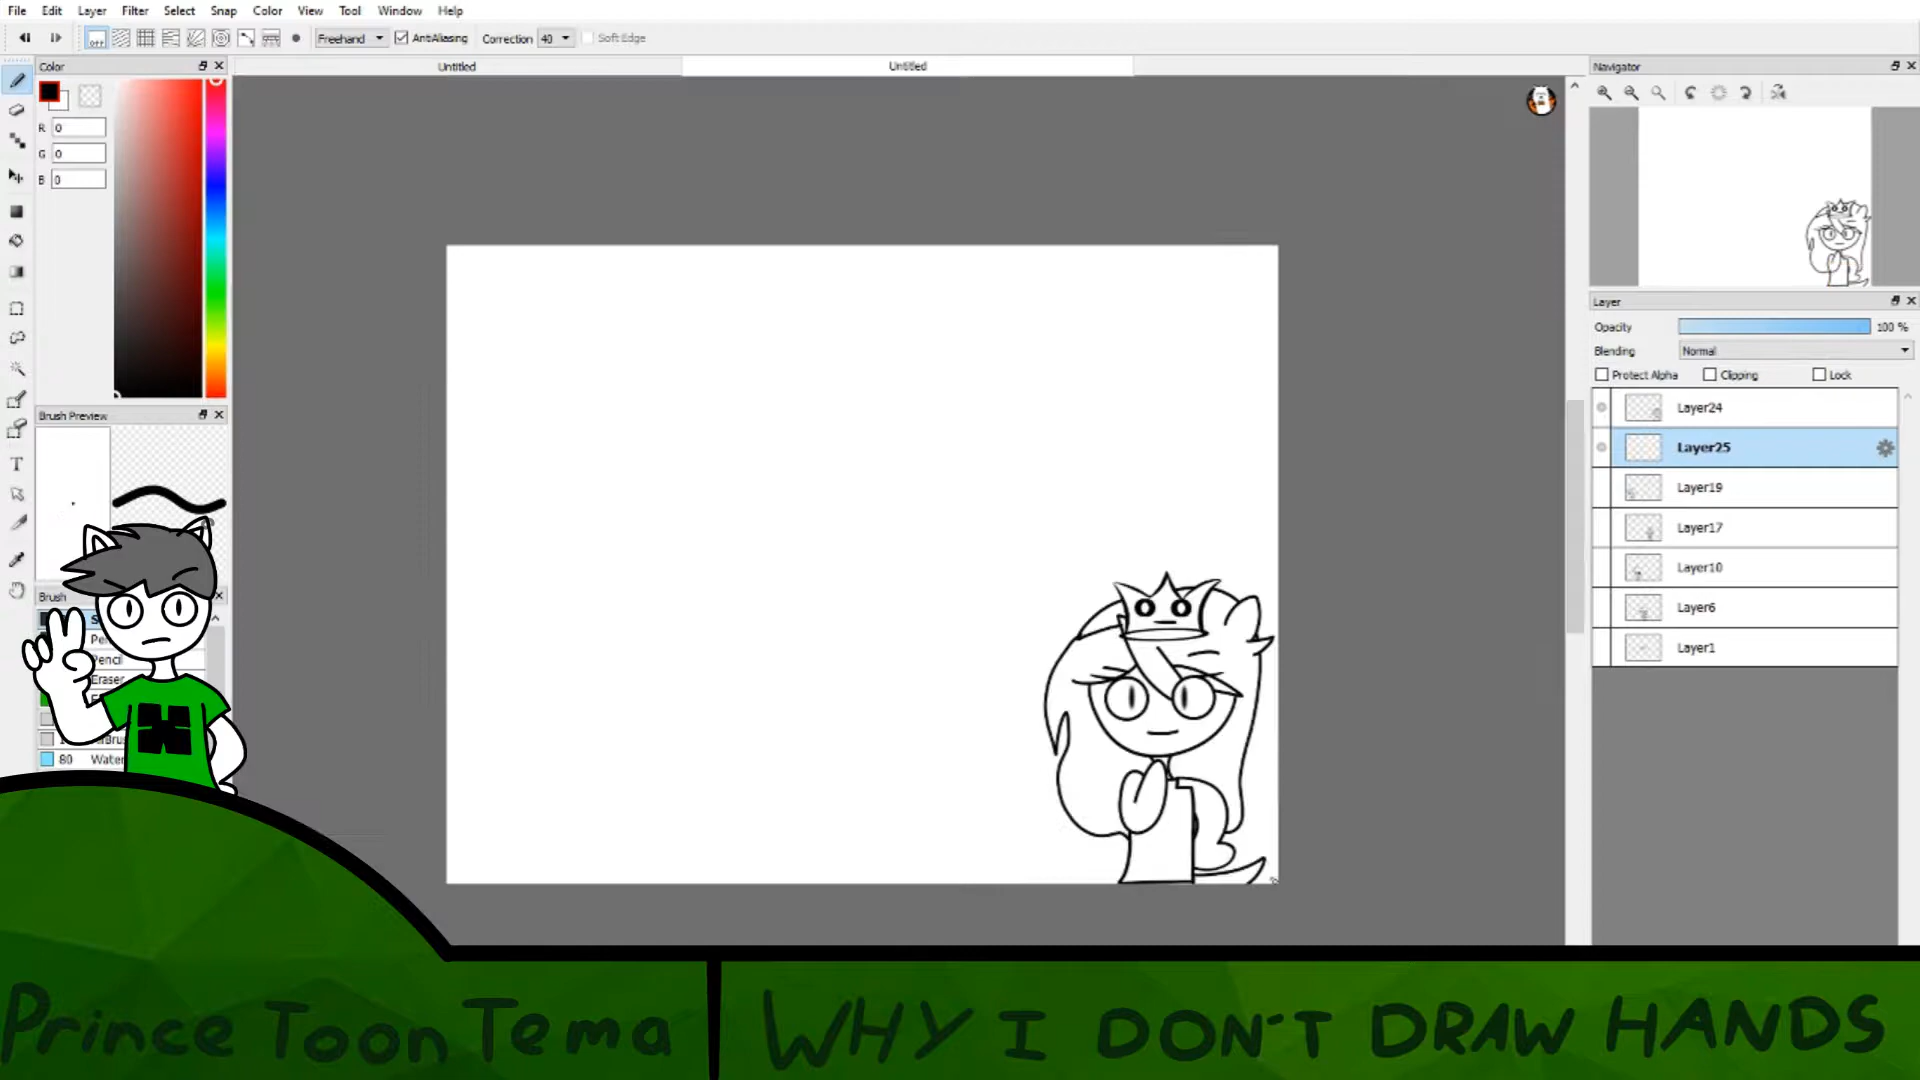 File Edit Layer Filter Select Snap Color View Tool Window Help
Freehand AntiAliasing Correction 40 Soft Edge
Color
Untitled
Untitled
Navigator
R 0
G 0
B 0
Layer
Opacity 100 %
Blending Normal
Protect Alpha Clipping Lock
Layer24
Layer25
Layer19
Layer17
Layer10
Layer6
Layer1
Brush Preview
Brush
Pencil
Eraser
80 Water
Prince Toon Tema
WHY I DON'T DRAW HANDS